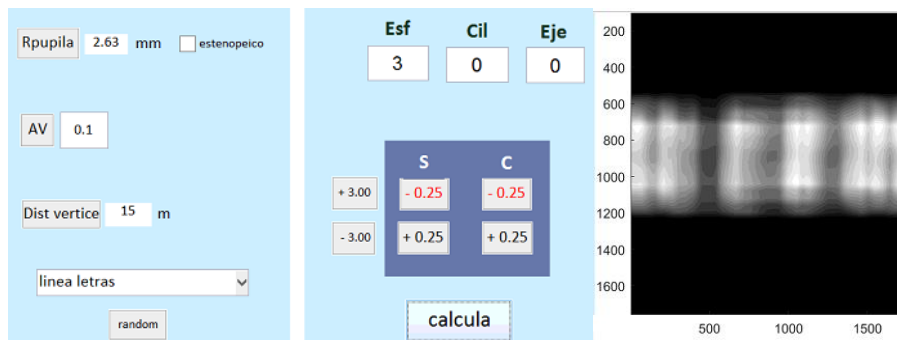 Rpupila 2.63 mm estenopeico
AV 0.1
Dist vertice 15 m
linea letras
random
Esf Cil Eje
3 0 0
S C
+ 3.00 - 0.25 - 0.25
- 3.00 + 0.25 + 0.25
calcula
200
400
600
800
1000
1200
1400
1600
500 1000 1500